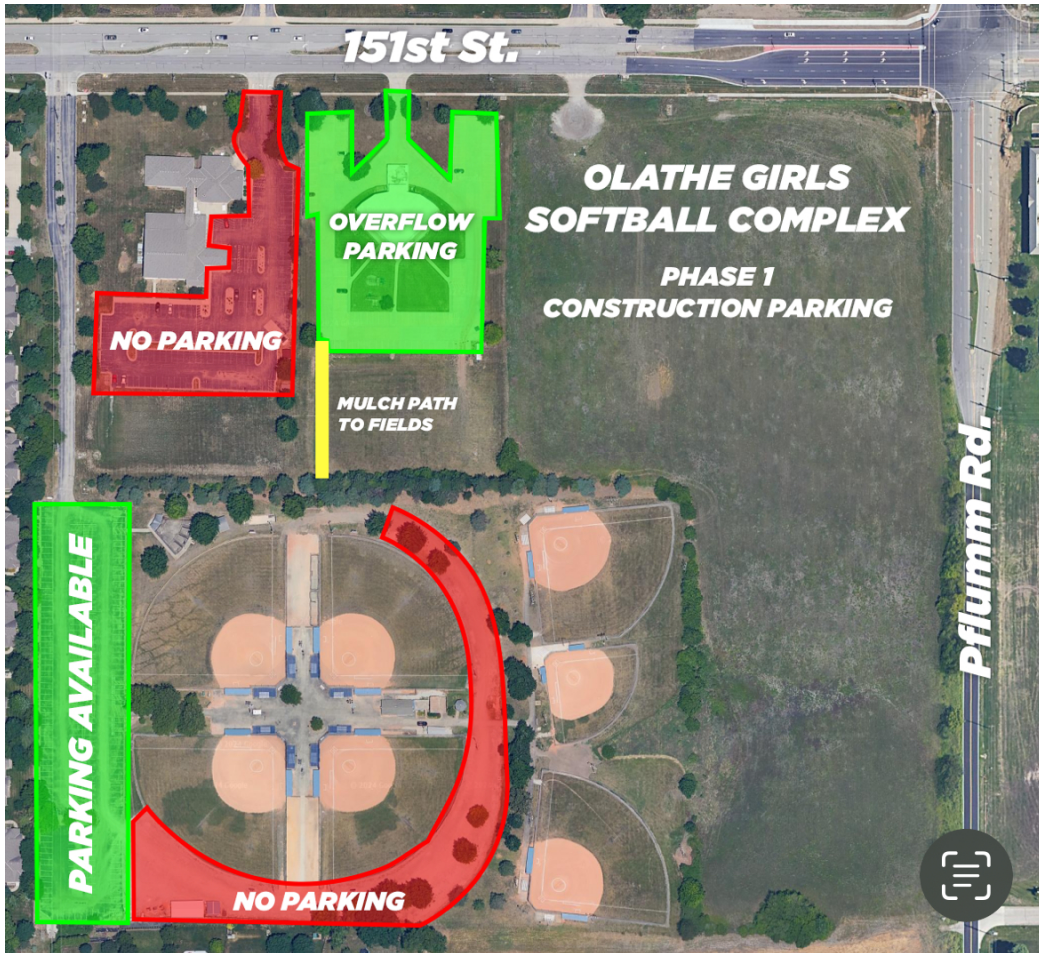 151st St.
OLATHE GIRLS
SOFTBALL COMPLEX
OVERFLOW
PARKING
PHASE 1
CONSTRUCTION PARKING
NO PARKING
MULCH PATH
TO FIELDS
Pflumm Rd.
PARKING AVAILABLE
NO PARKING